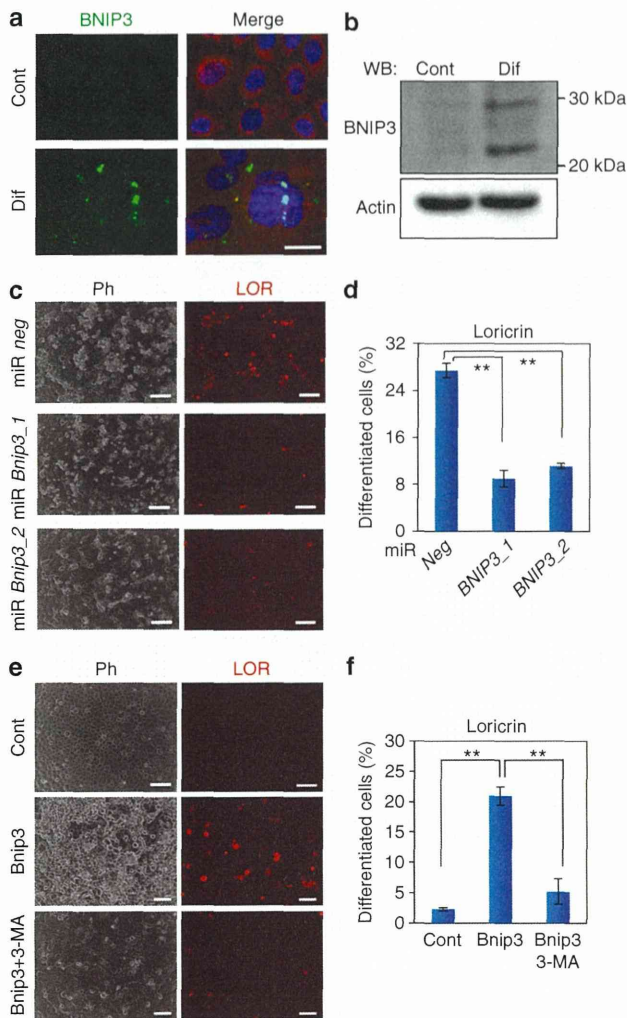 a
BNIP3
Merge
Cont
Dif
b
WB: Cont Dif
BNIP3
30 kDa
20 kDa
Actin
c
Ph
LOR
miR neg
miR Bnip3_1
miR Bnip3_2
d
Loricrin
Differentiated cells (%)
32
24
16
8
0
** **
miR
Neg
BNIP3_1
BNIP3_2
e
Ph
LOR
Cont
Bnip3
Bnip3+3-MA
f
Loricrin
Differentiated cells (%)
30
25
20
15
10
5
0
** **
Cont Bnip3 Bnip3
3-MA